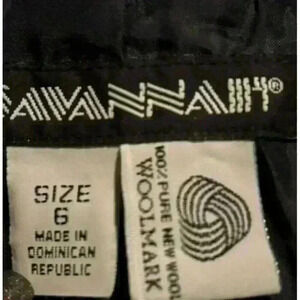 SAVANNAH®
SIZE
6
MADE IN
DOMINICAN
REPUBLIC
100% PURE NEW WOOL
WOOLMARK